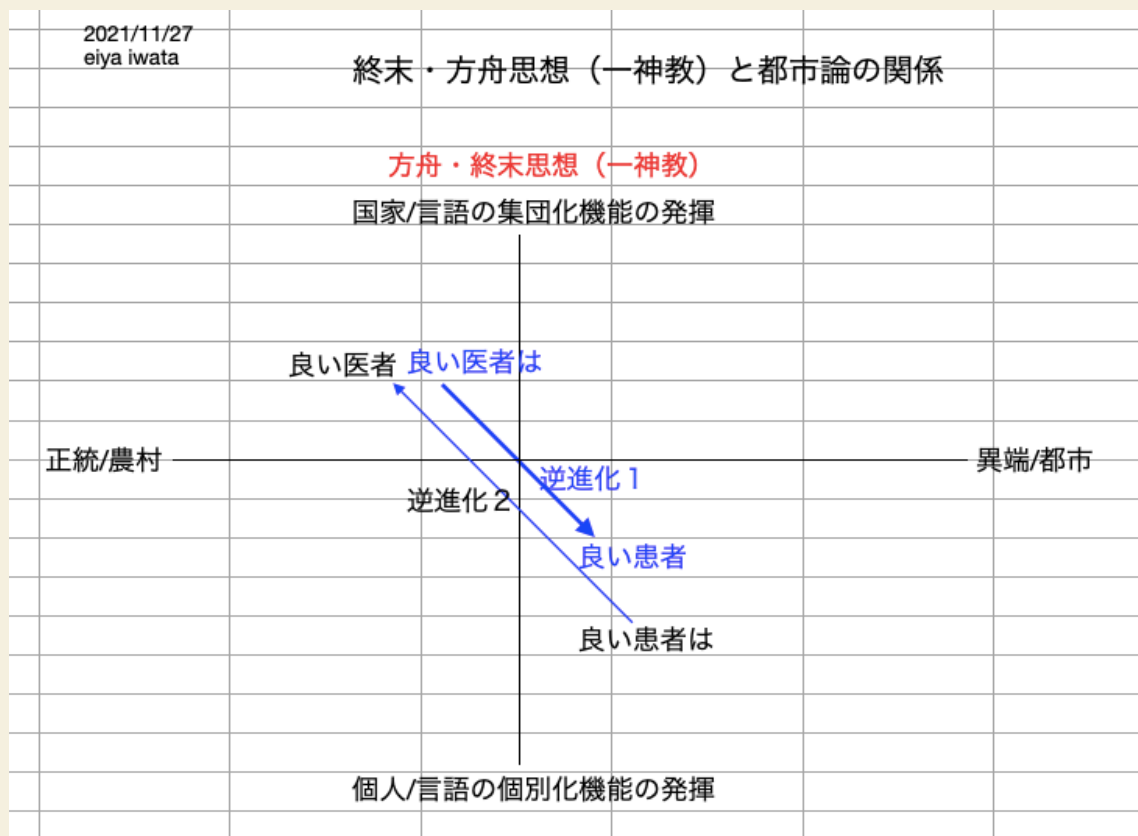 2021/11/27
eiya iwata
終末・方舟思想（一神教）と都市論の関係
方舟・終末思想（一神教）
国家/言語の集団化機能の発揮
良い医者 良い医者は
正統/農村
異端/都市
逆進化１
逆進化２
良い患者
良い患者は
個人/言語の個別化機能の発揮